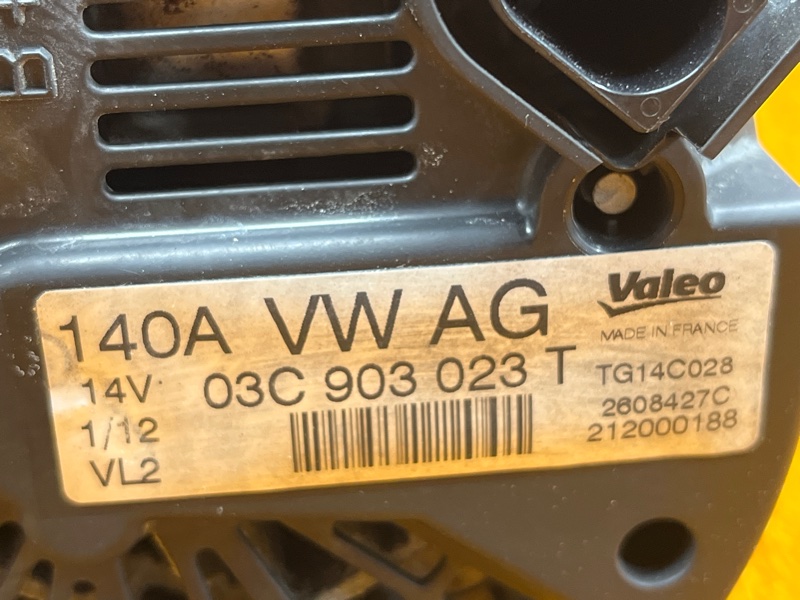 B+
140A VW AG
Valeo
MADE IN FRANCE
14V 03C 903 023 T
TG14C028
1/12
2608427C
VL2
212000188